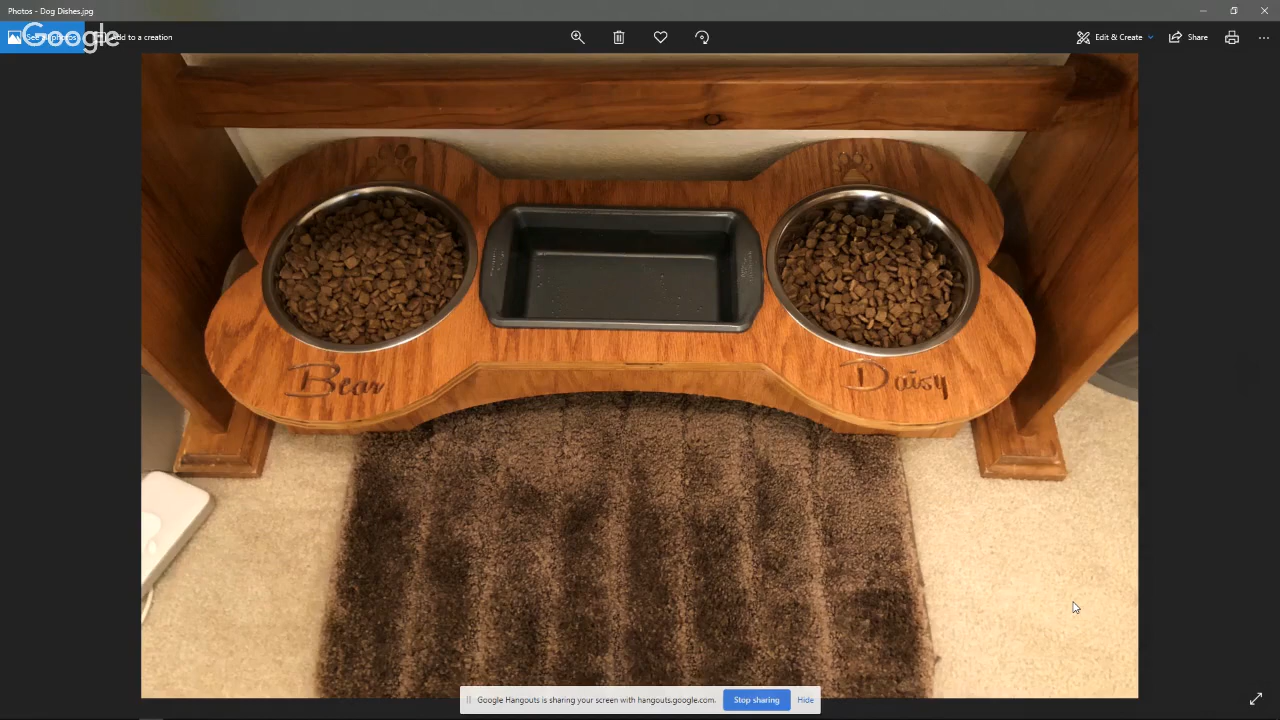 Photos - Dog Dishes.jpg
Google
Add to a creation
Edit & Create
Share
Bear
Daisy
Google Hangouts is sharing your screen with hangouts.google.com.
Stop sharing
Hide